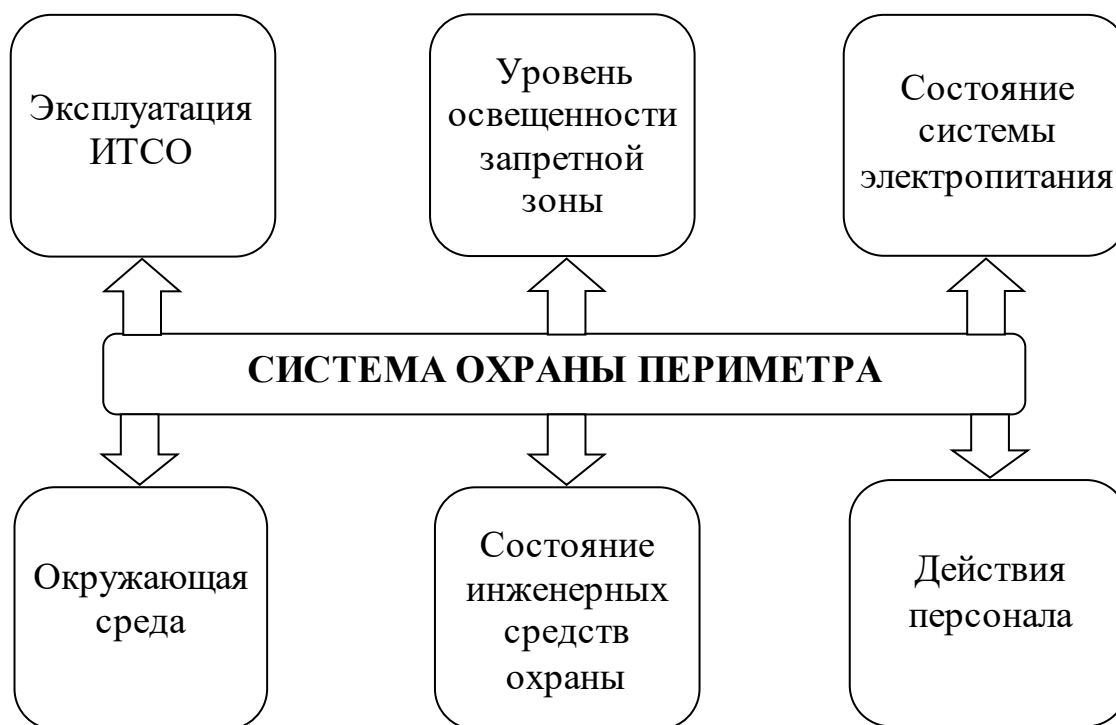 Эксплуатация
ИТСО
Уровень
освещенности
запретной
зоны
Состояние
системы
электропитания
СИСТЕМА ОХРАНЫ ПЕРИМЕТРА
Окружающая
среда
Состояние
инженерных
средств
охраны
Действия
персонала